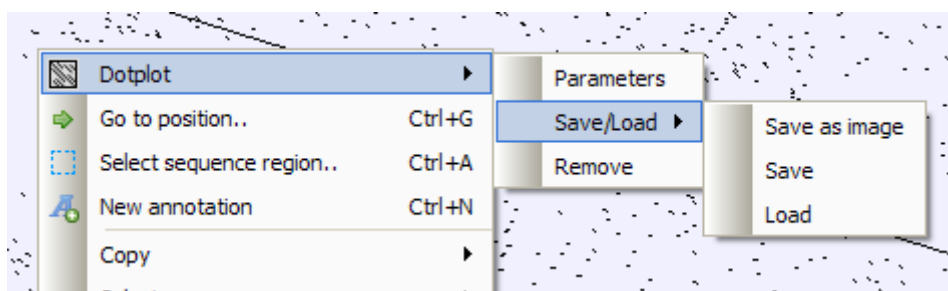 Dotplot
Go to position.. Ctrl+G
Select sequence region.. Ctrl+A
New annotation Ctrl+N
Copy
Parameters
Save/Load
Remove
Save as image
Save
Load